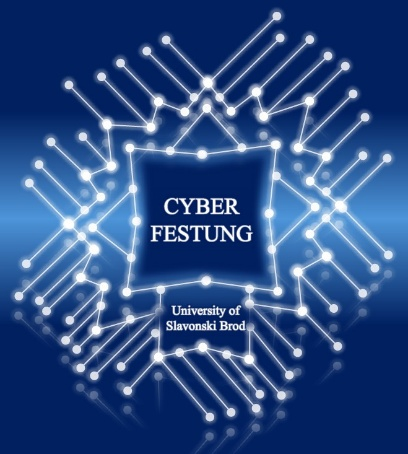 CYBER
FESTUNG
University of
Slavonski Brod